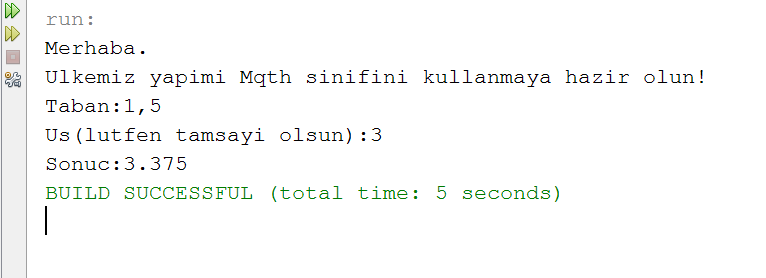 run:
Merhaba.
Ulkemiz yapimi Mqth sinifini kullanmaya hazir olun!
Taban:1,5
Us(lutfen tamsayi olsun):3
Sonuc:3.375
BUILD SUCCESSFUL (total time: 5 seconds)